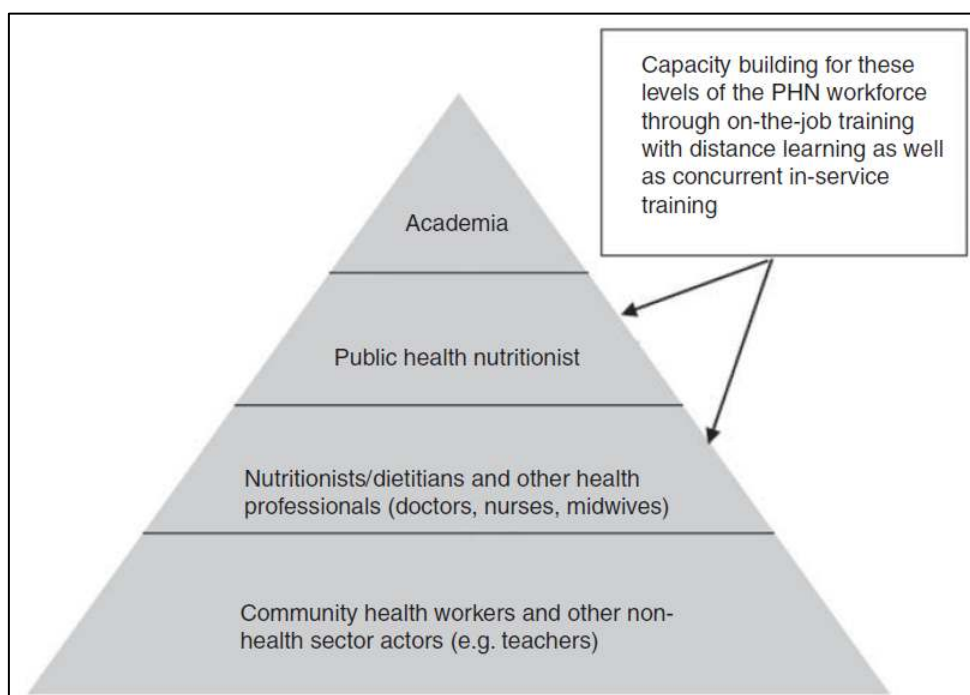 Capacity building for these
levels of the PHN workforce
through on-the-job training
with distance learning as well
as concurrent in-service
training
Academia
Public health nutritionist
Nutritionists/dietitians and other health
professionals (doctors, nurses, midwives)
Community health workers and other non-
health sector actors (e.g. teachers)